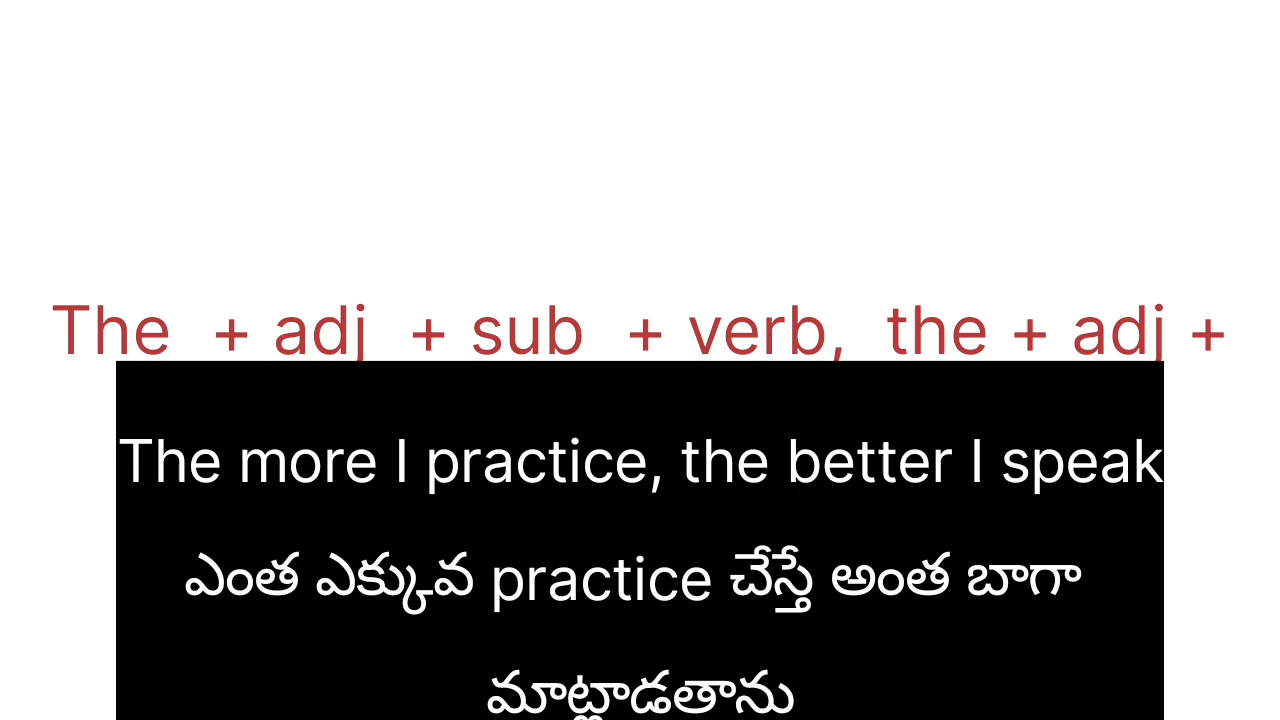 The + adj + sub + verb, the + adj +
The more I practice, the better I speak
ఎంత ఎక్కువ practice చేస్తే అంత బాగా
మాట్లాడతాను